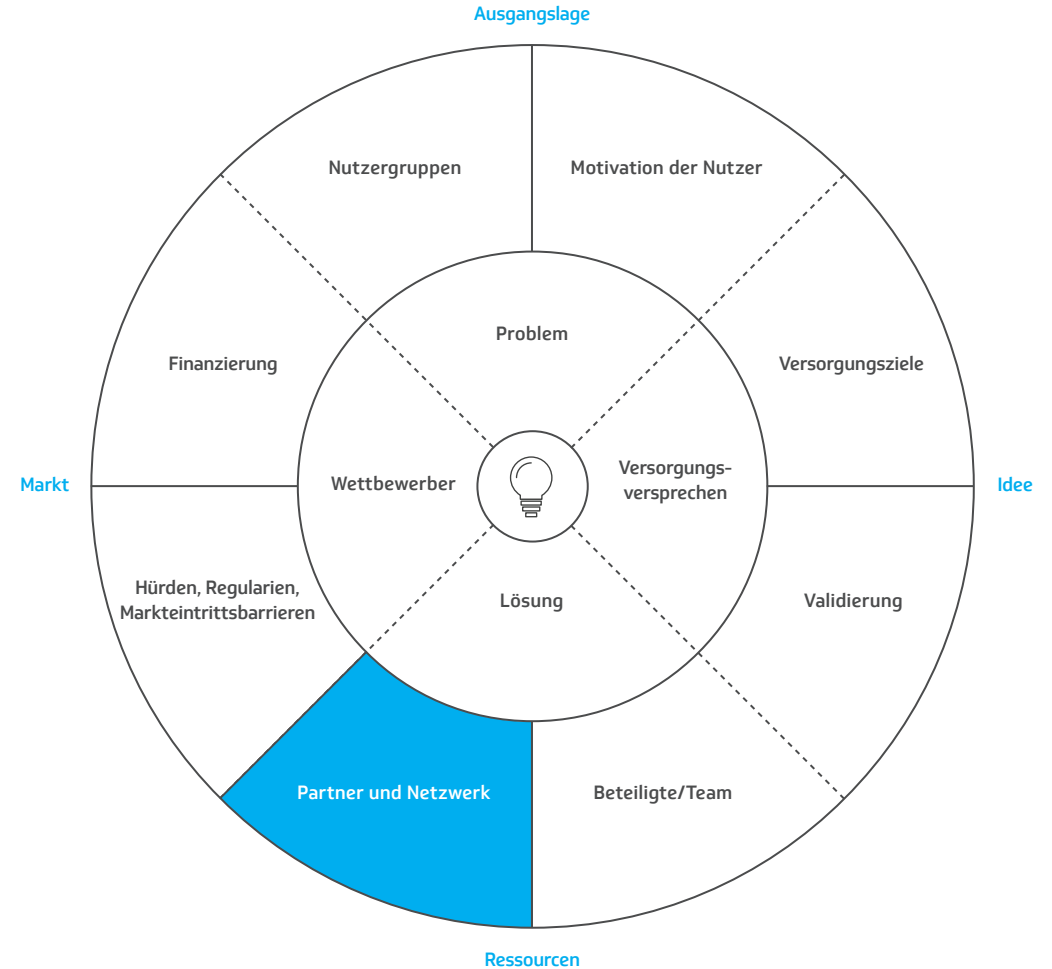 Ausgangslage
Nutzergruppen
Motivation der Nutzer
Problem
Finanzierung
Versorgungsziele
Markt
Wettbewerber
Versorgungs-
versprechen
Idee
Hürden, Regularien,
Markteintrittsbarrieren
Lösung
Validierung
Partner und Netzwerk
Beteiligte/Team
Ressourcen